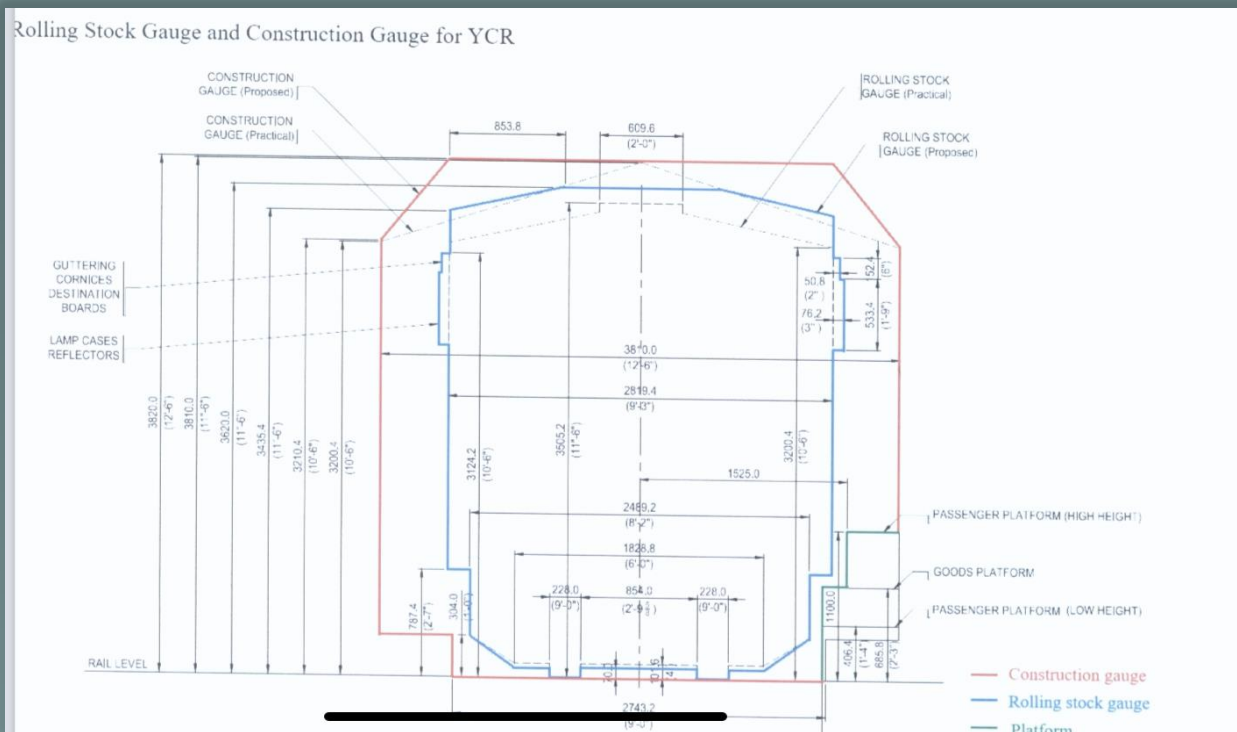 Rolling Stock Gauge and Construction Gauge for YCR
CONSTRUCTION
GAUGE (Proposed)
CONSTRUCTION
GAUGE (Practical)
ROLLING STOCK
GAUGE (Practical)
ROLLING STOCK
GAUGE (Proposed)
853.8
609.6
(2'-0")
GUTTERING
CORNICES
DESTINATION
BOARDS
LAMP CASES
REFLECTORS
3820.0
(12'-6")
3810.0
(11'-6")
3620.0
(11'-6")
3435.4
(11'-6")
3210.4
(10'-6")
3200.4
(10'-6")
152.4
(6")
50.8
(2")
76.2
(3")
533.4
(1'-9")
3810.0
(12'-6")
2819.4
(9'-3")
3124.2
(10'-6")
3505.2
(11'-6")
3200.4
(10'-6")
1525.0
2489.2
(8'-2")
1828.8
(6'-0")
228.0
(9'-0")
854.0
228.0
(9'-0")
787.4
(2'-7")
304.0
(1'-0")
1100.0
406.4
(1'-4")
685.8
(2'-3")
PASSENGER PLATFORM (HIGH HEIGHT)
GOODS PLATFORM
PASSENGER PLATFORM (LOW HEIGHT)
RAIL LEVEL
2743.2
(9'-0")
Construction gauge
Rolling stock gauge
Platform